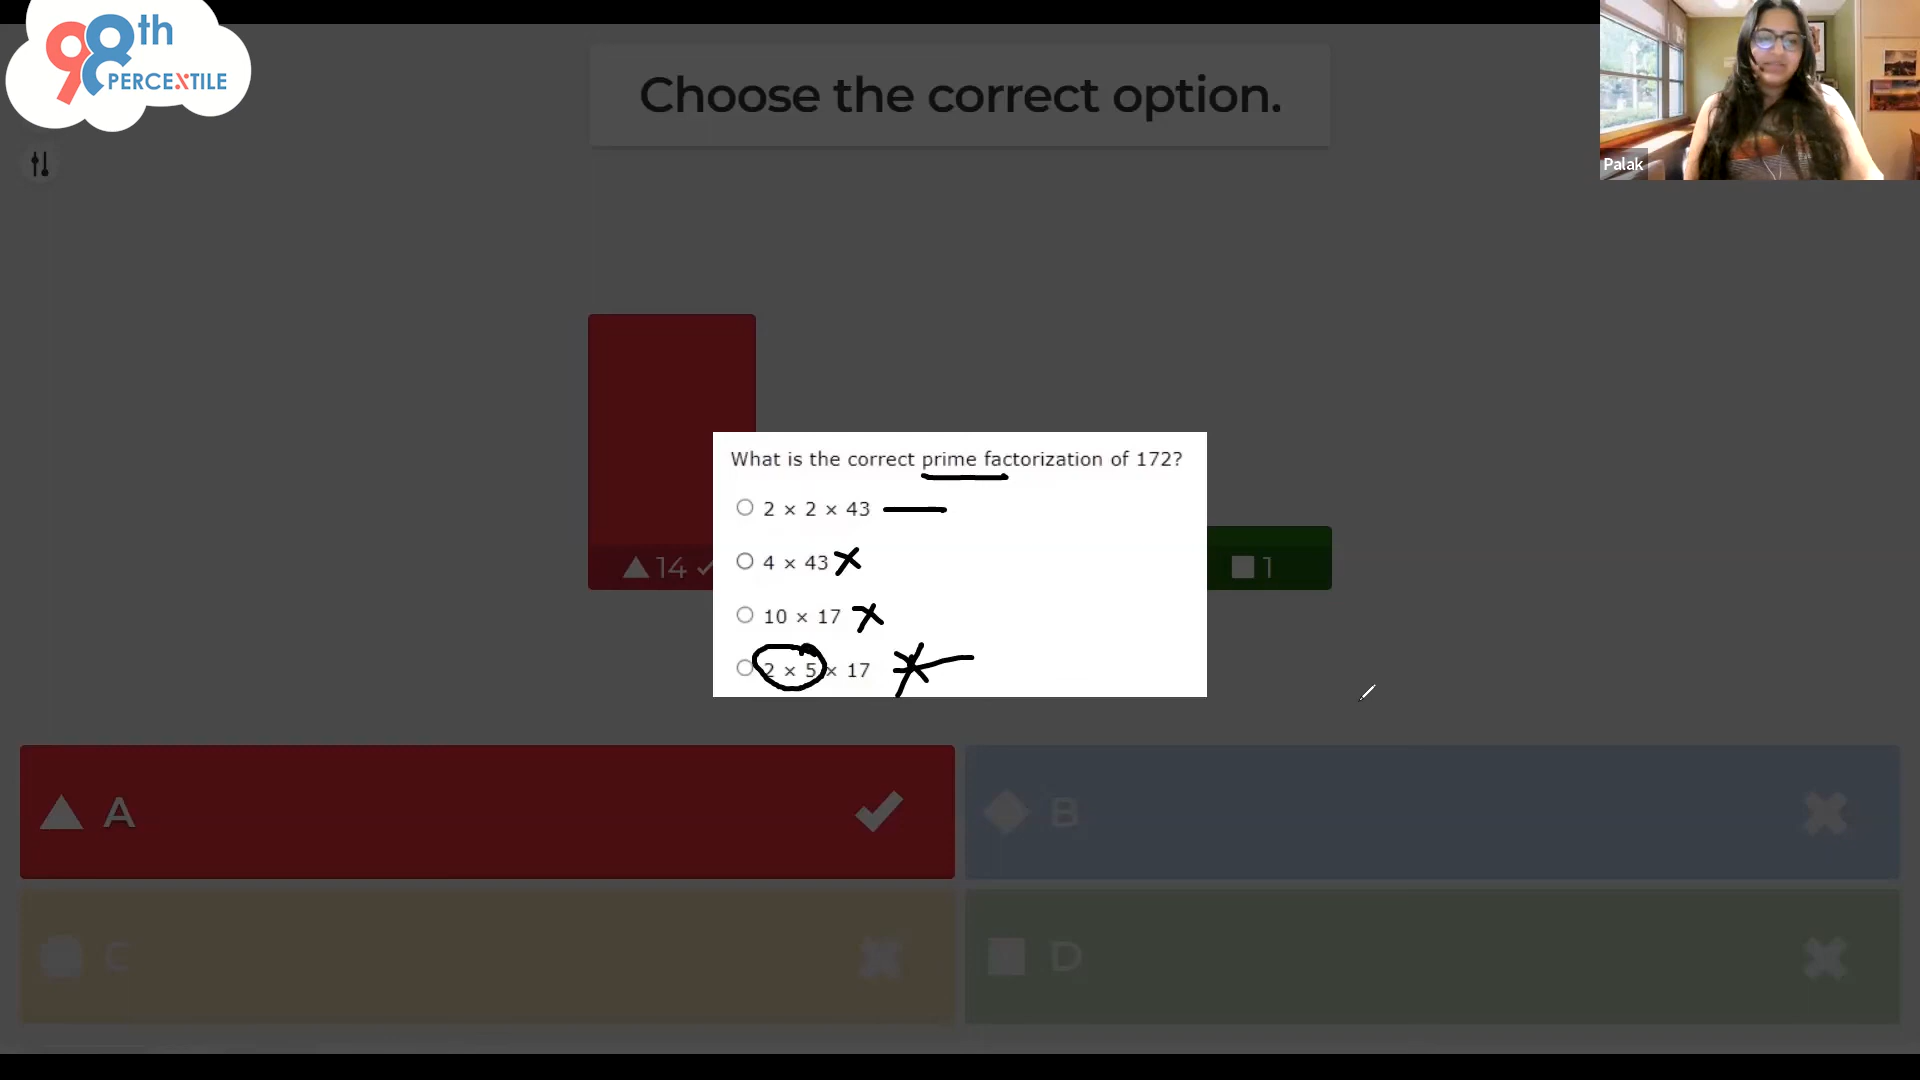 98th
PERCEXTILE
Choose the correct option.
Palak
What is the correct prime factorization of 172?
2 × 2 × 43
4 × 43
10 × 17
2 × 5 × 17
14
1
A
B
C
D